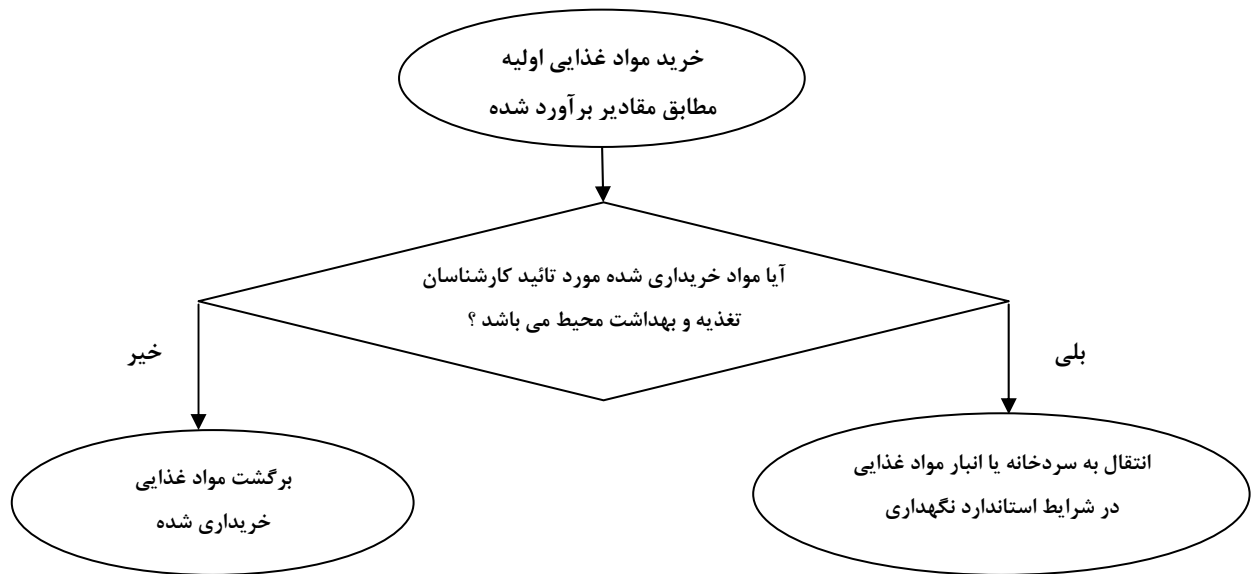 خرید مواد غذایی اولیه
مطابق مقادیر برآورد شده
آیا مواد خریداری شده مورد تائید کارشناسان
تغذیه و بهداشت محیط می باشد ؟
بلی
خیر
انتقال به سردخانه یا انبار مواد غذایی
در شرایط استاندارد نگهداری
برگشت مواد غذایی
خریداری شده